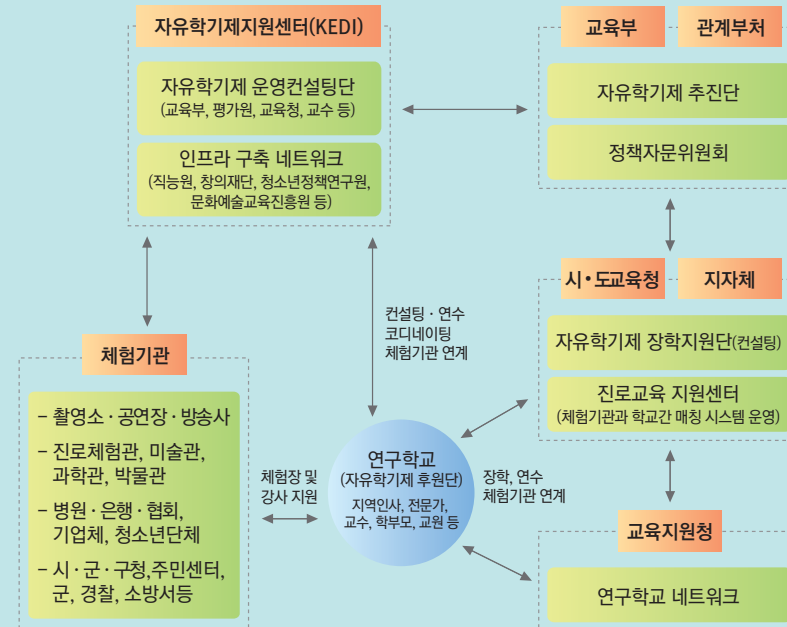 자유학기제지원센터(KEDI)
자유학기제 운영컨설팅단
(교육부, 평가원, 교육청, 교수 등)
인프라 구축 네트워크
(직능원, 창의재단, 청소년정책연구원,
문화예술교육진흥원 등)
교육부
관계부처
자유학기제 추진단
정책자문위원회
시·도교육청
지자체
자유학기제 장학지원단(컨설팅)
진로교육 지원센터
(체험기관과 학교간 매칭 시스템 운영)
컨설팅·연수
코디네이팅
체험기관 연계
체험기관
– 촬영소·공연장·방송사
– 진로체험관, 미술관,
과학관, 박물관
– 병원·은행·협회,
기업체, 청소년단체
– 시·군·구청,주민센터,
군, 경찰, 소방서등
체험장 및
강사 지원
연구학교
(자유학기제 후원단)
지역인사, 전문가,
교수, 학부모, 교원 등
장학, 연수
체험기관 연계
교육지원청
연구학교 네트워크